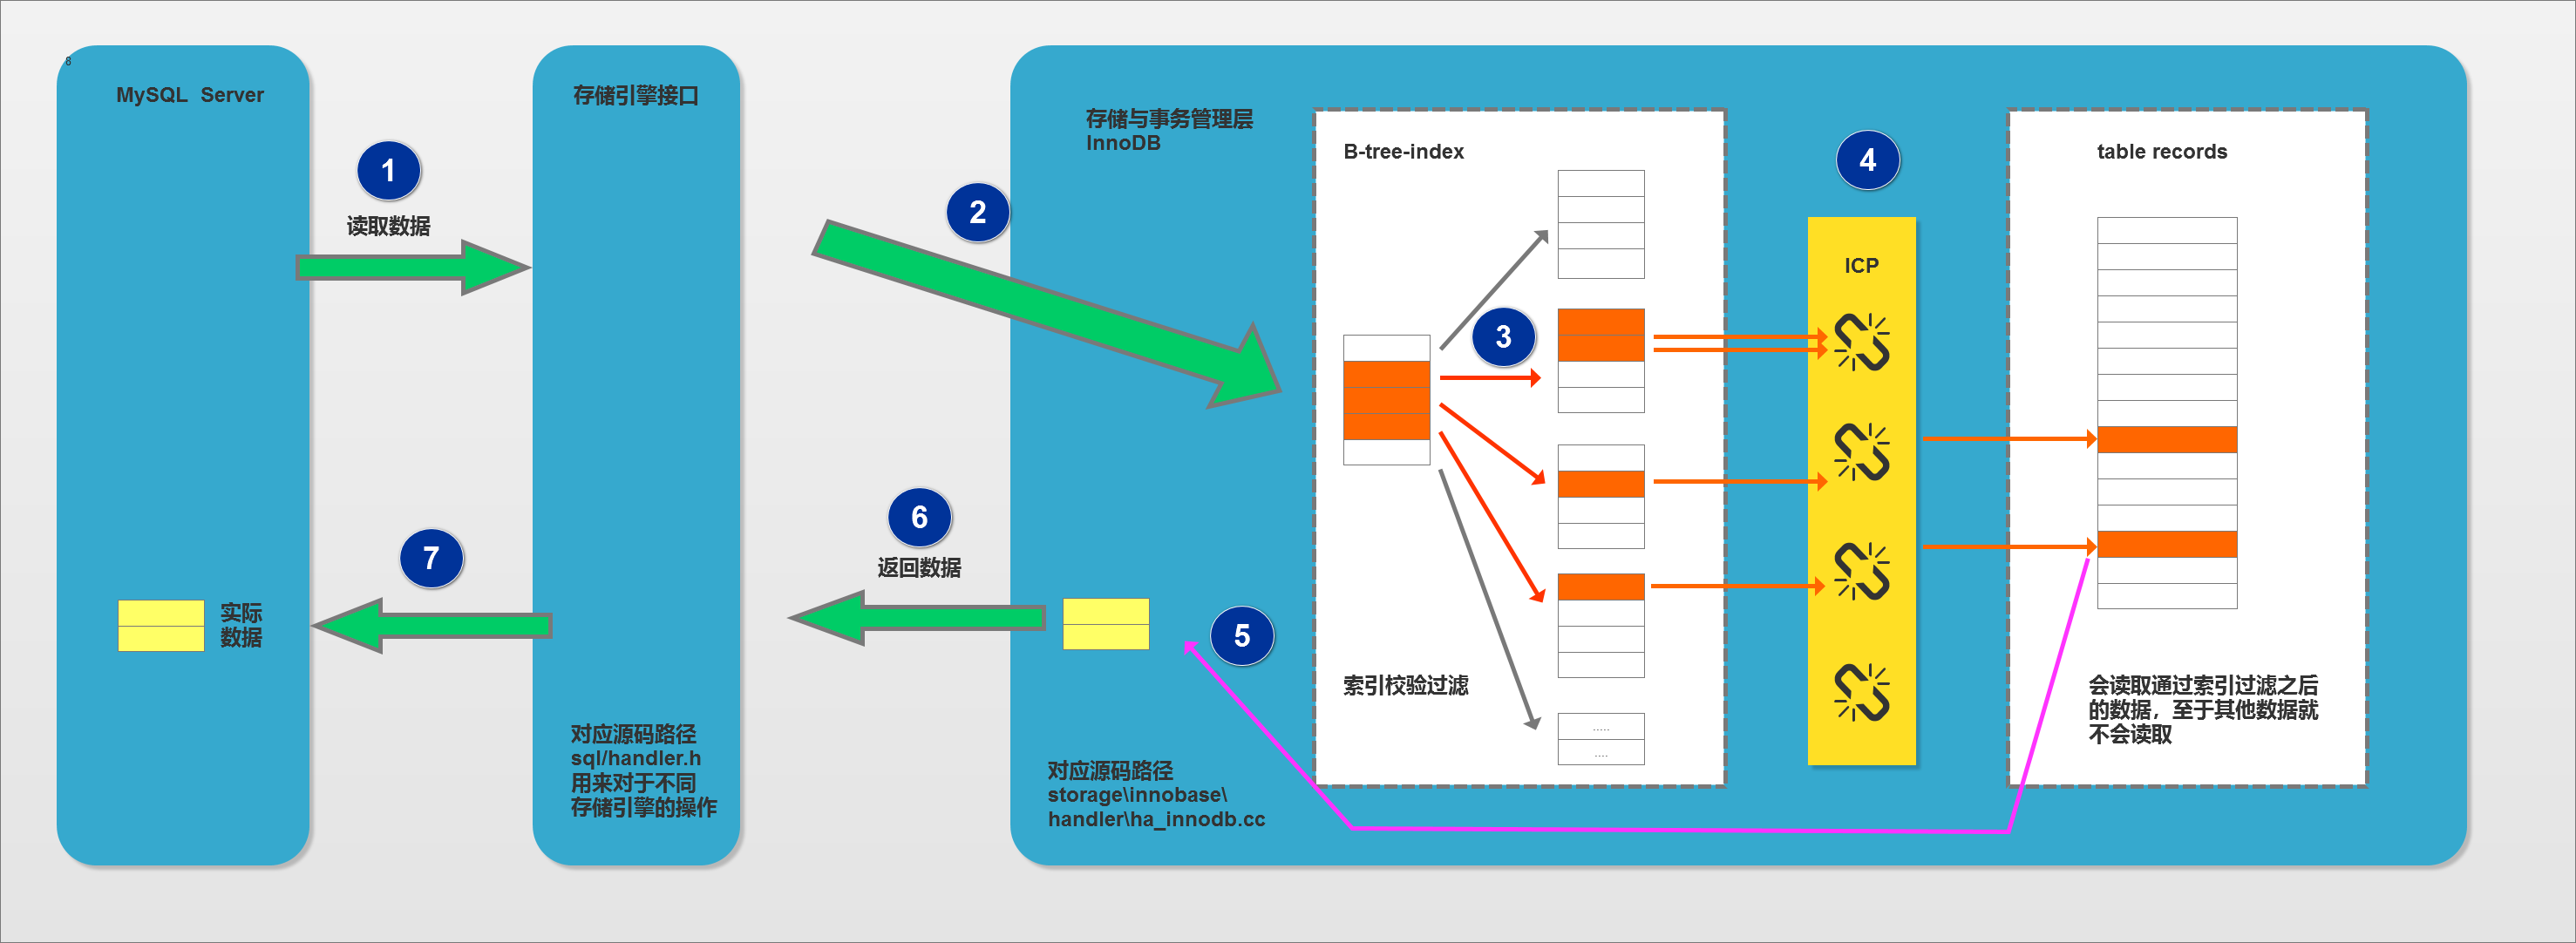 8
MySQL  Server
1
读取数据
7
实际
数据
存储引擎接口
对应源码路径
sql/handler.h
用来对于不同
存储引擎的操作
2
6
返回数据
存储与事务管理层
InnoDB
5
对应源码路径
storage\innobase\
handler\ha_innodb.cc
B-tree-index
3
索引校验过滤
.....
....
4
ICP
table records
会读取通过索引过滤之后
的数据，至于其他数据就
不会读取